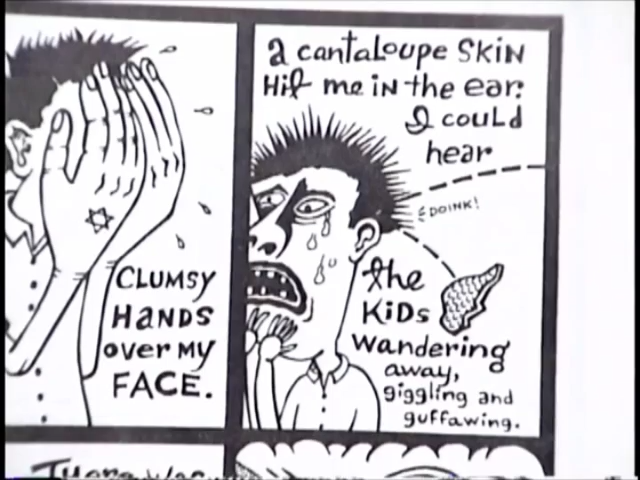 CLUMSY
HANDS
over MY
FACE.
a cantaLoupe SKiN
Hit me iN the ear.
I couLd
hear
DOINK!
the
KiDs
wandering
away,
giggling and
guffawing.